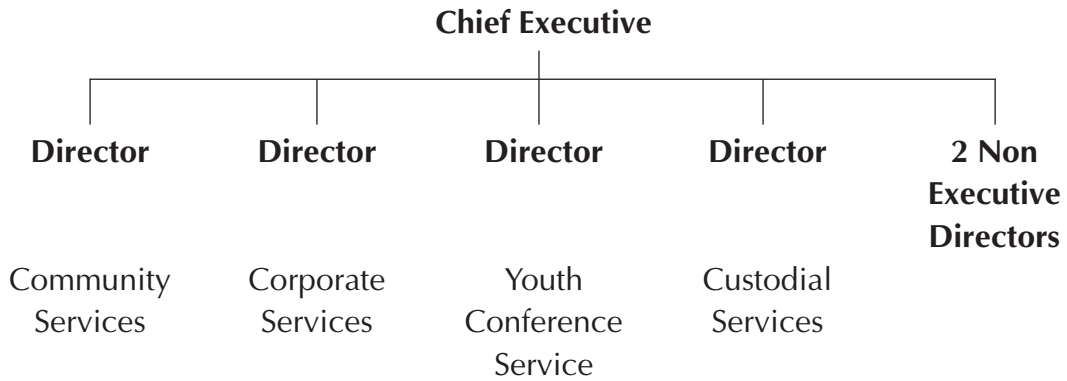 Chief Executive
Director
Director
Director
Director
2 Non
Executive
Directors
Community
Services
Corporate
Services
Youth
Conference
Service
Custodial
Services